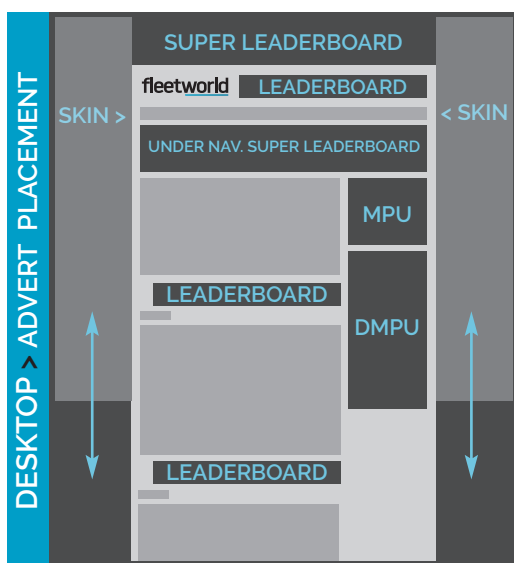 DESKTOP > ADVERT PLACEMENT
SUPER LEADERBOARD
fleetworld
LEADERBOARD
SKIN >
< SKIN
UNDER NAV. SUPER LEADERBOARD
MPU
LEADERBOARD
DMPU
LEADERBOARD